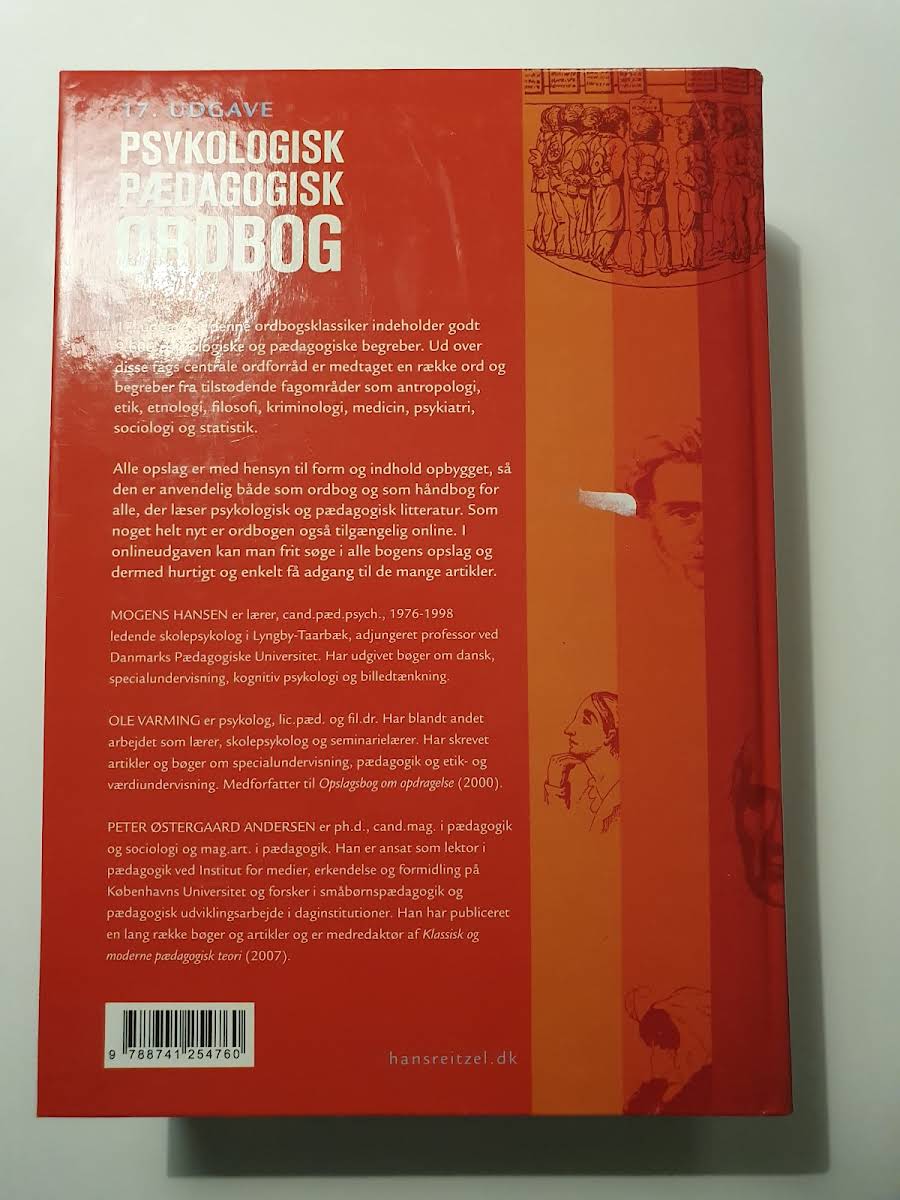 17. UDGAVE
PSYKOLOGISK
PÆDAGOGISK
ORDBOG
denne ordbogsklassiker indeholder godt
og pædagogiske begreber. Ud over
disse fags centrale ordforråd er medtaget en række ord og
begreber fra tilstødende fagområder som antropologi,
etik, etnologi, filosofi, kriminologi, medicin, psykiatri,
sociologi og statistik.
Alle opslag er med hensyn til form og indhold opbygget, så
den er anvendelig både som ordbog og som håndbog for
alle, der læser psykologisk og pædagogisk litteratur. Som
noget helt nyt er ordbogen også tilgængelig online. I
onlineudgaven kan man frit søge i alle bogens opslag og
dermed hurtigt og enkelt få adgang til de mange artikler.
MOGENS HANSEN er lærer, cand.pæd.psych., 1976-1998
ledende skolepsykolog i Lyngby-Taarbæk, adjungeret professor ved
Danmarks Pædagogiske Universitet. Har udgivet bøger om dansk,
specialundervisning, kognitiv psykologi og billedtænkning.
OLE VARMING er psykolog, lic.pæd. og fil.dr. Har blandt andet
arbejdet som lærer, skolepsykolog og seminarielærer. Har skrevet
artikler og bøger om specialundervisning, pædagogik og etik- og
værdiundervisning. Medforfatter til Opslagsbog om opdragelse (2000).
PETER ØSTERGAARD ANDERSEN er ph.d., cand.mag. i pædagogik
og sociologi og mag.art. i pædagogik. Han er ansat som lektor i
pædagogik ved Institut for medier, erkendelse og formidling på
Københavns Universitet og forsker i småbørnspædagogik og
pædagogisk udviklingsarbejde i daginstitutioner. Han har publiceret
en lang række bøger og artikler og er medredaktør af Klassisk og
moderne pædagogisk teori (2007).
9 788741 254760
hansreitzel.dk